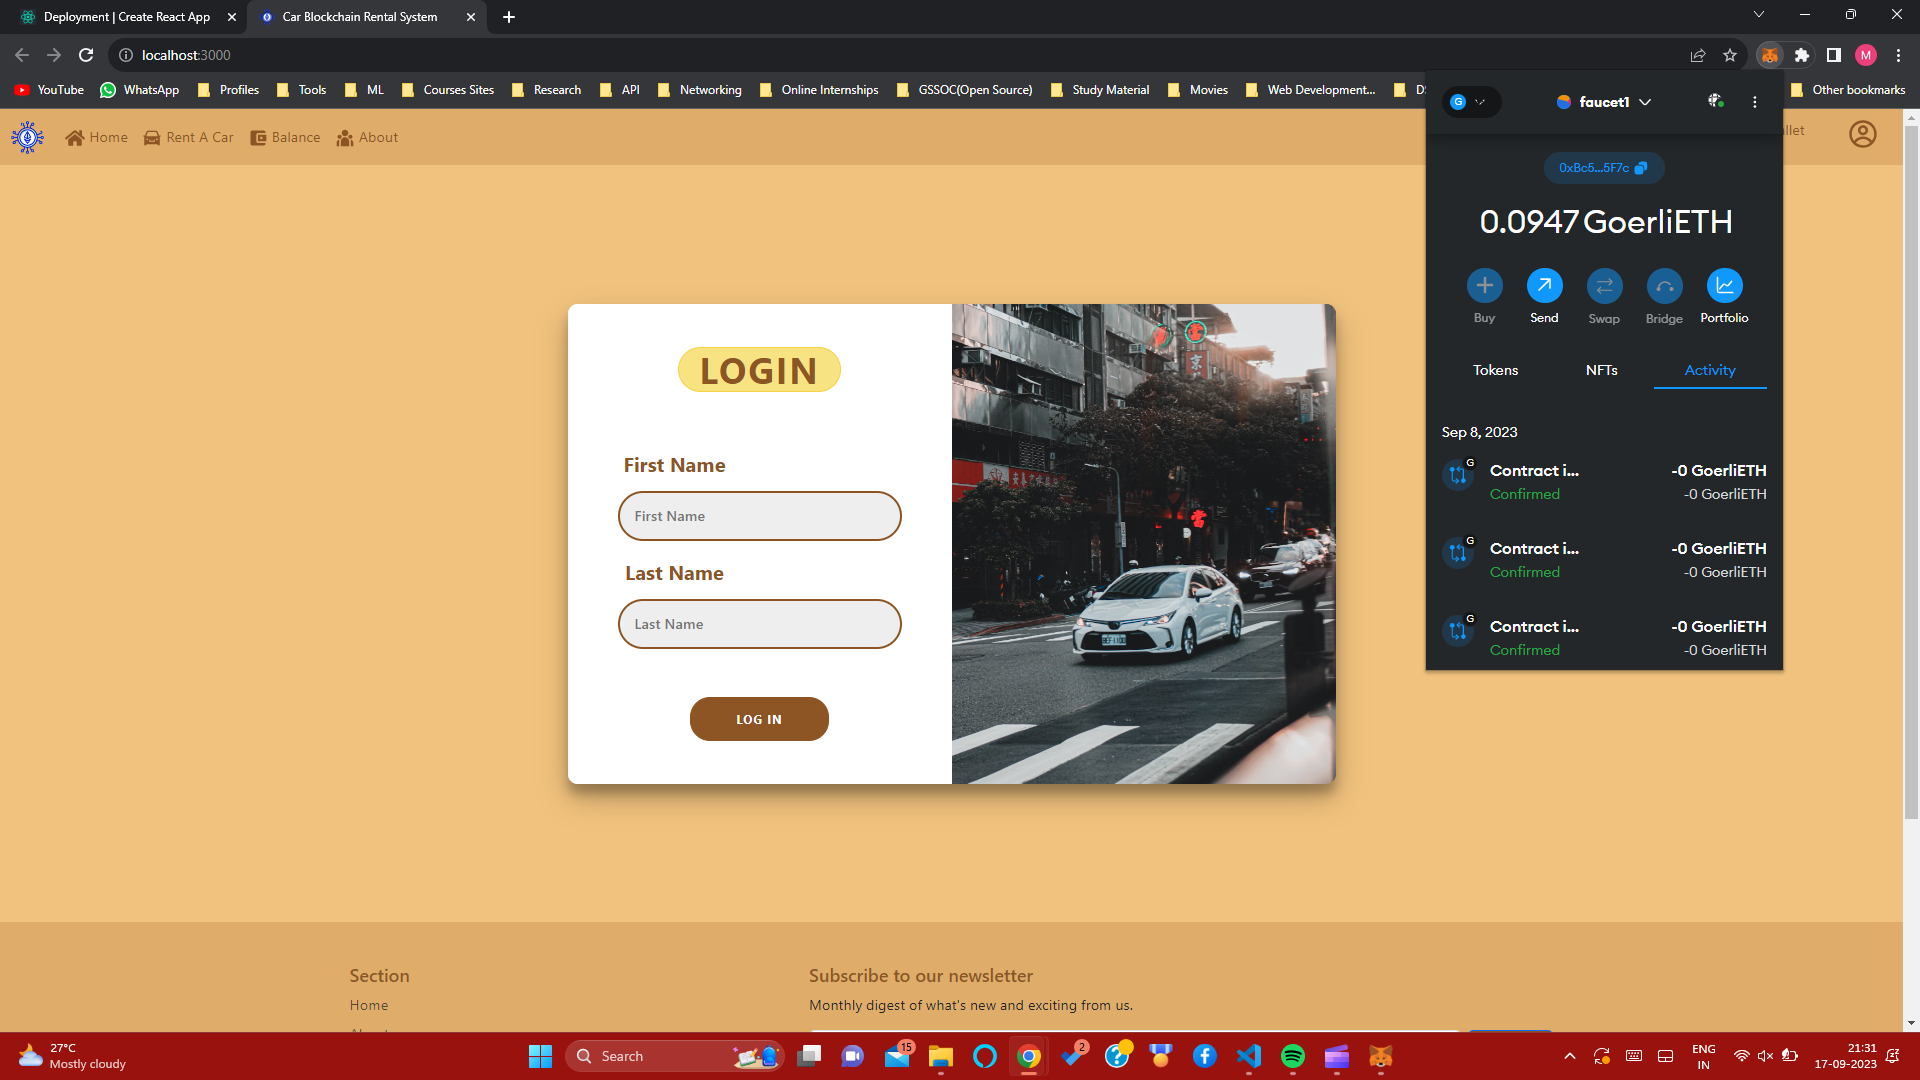 Deployment | Create React App
Car Blockchain Rental System
localhost:3000
M
YouTube
WhatsApp
Profiles
Tools
ML
Courses Sites
Research
API
Networking
Online Internships
GSSOC(Open Source)
Study Material
Movies
Web Development...
Other bookmarks
Home
Rent A Car
Balance
About
G
faucet1
0xBc5...5F7c
0.0947 GoerliETH
Buy
Send
Swap
Bridge
Portfolio
Tokens
NFTs
Activity
Sep 8, 2023
G
Contract i...
-0 GoerliETH
Confirmed
-0 GoerliETH
G
Contract i...
-0 GoerliETH
Confirmed
-0 GoerliETH
G
Contract i...
-0 GoerliETH
Confirmed
-0 GoerliETH
LOGIN
First Name
First Name
Last Name
Last Name
LOG IN
Section
Home
Subscribe to our newsletter
Monthly digest of what's new and exciting from us.
27°C
Mostly cloudy
Search
15
2
ENG
IN
21:31
17-09-2023